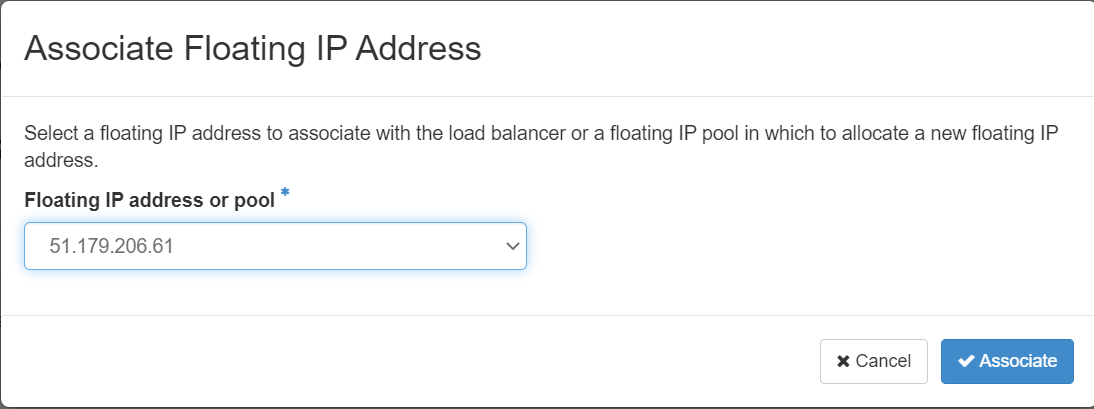 Associate Floating IP Address
Select a floating IP address to associate with the load balancer or a floating IP pool in which to allocate a new floating IP
address.
Floating IP address or pool *
51.179.206.61
Cancel
Associate